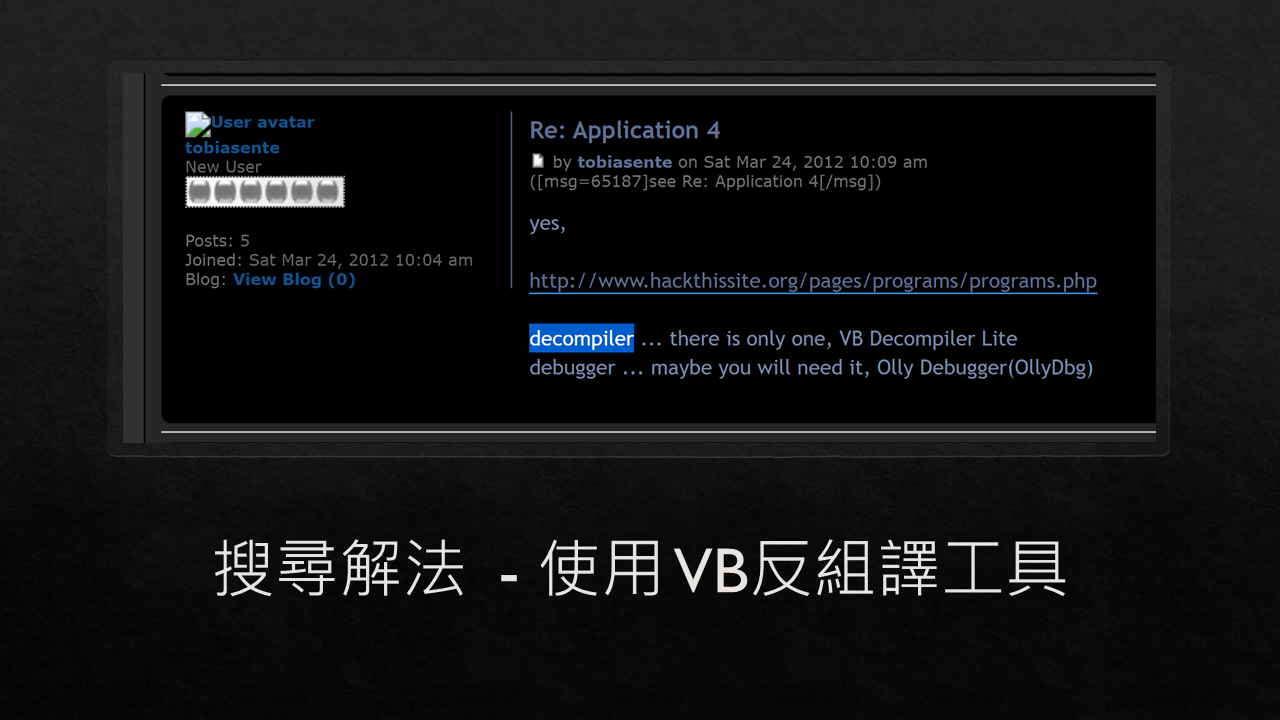 User avatar
tobiasente
New User
Posts: 5
Joined: Sat Mar 24, 2012 10:04 am
Blog: View Blog (0)
Re: Application 4
by tobiasente on Sat Mar 24, 2012 10:09 am
([msg=65187]see Re: Application 4[/msg])
yes,
http://www.hackthissite.org/pages/programs/programs.php
decompiler ... there is only one, VB Decompiler Lite
debugger ... maybe you will need it, Olly Debugger(OllyDbg)
搜尋解法 - 使用VB反組譯工具